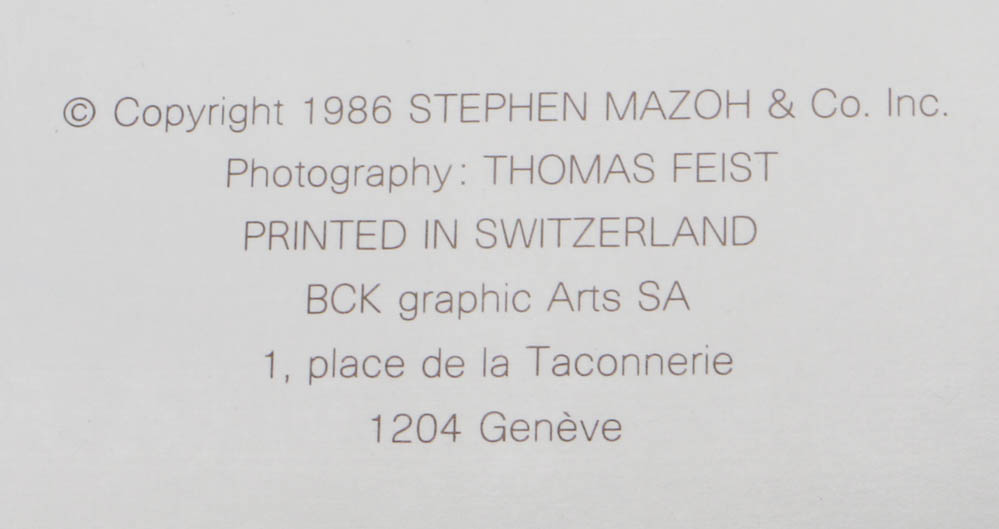 © Copyright 1986 STEPHEN MAZOH & Co. Inc.
Photography: THOMAS FEIST
PRINTED IN SWITZERLAND
BCK graphic Arts SA
1, place de la Taconnerie
1204 Genève